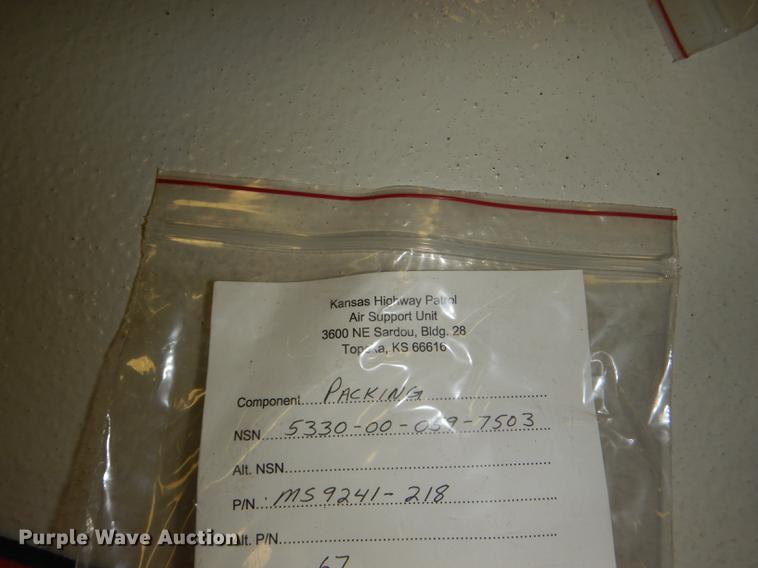 Kansas Highway Patrol
Air Support Unit
3600 NE Sardou, Bldg. 28
Topeka, KS 66616
Component....PACKING
NSN....5330-00-059-7503
Alt. NSN....
P/N....MS9241-218
Alt. P/N....
67
Purple Wave Auction